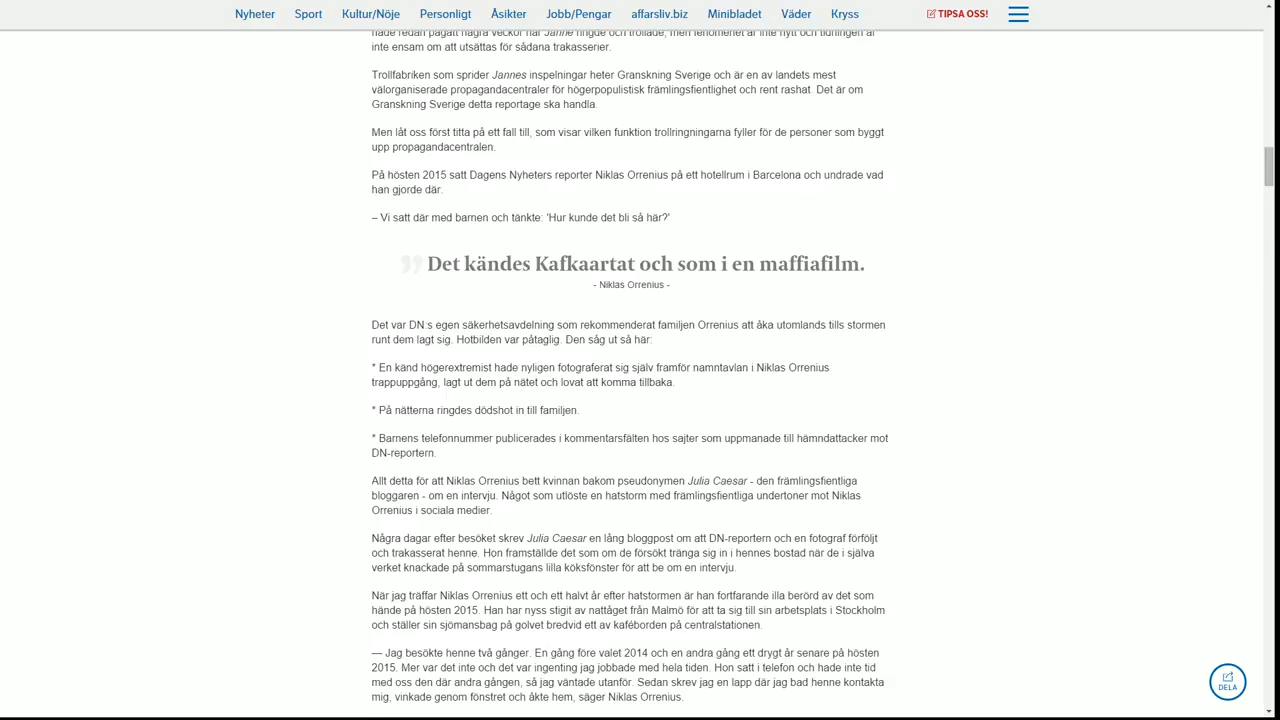 Nyheter Sport Kultur/Nöje Personligt Åsikter Jobb/Pengar affarsliv.biz Minibladet Väder Kryss TIPSA OSS!
hade redan pågått några veckor när Janne ringde och trollade, men fenomenet är inte nytt och tidningen är
inte ensam om att utsättas för sådana trakasserier.
Trollfabriken som sprider Jannes inspelningar heter Granskning Sverige och är en av landets mest
välorganiserade propagandacentraler för högerpopulistisk främlingsfientlighet och rent rashat. Det är om
Granskning Sverige detta reportage ska handla.
Men låt oss först titta på ett fall till, som visar vilken funktion trollringningarna fyller för de personer som byggt
upp propagandacentralen.
På hösten 2015 satt Dagens Nyheters reporter Niklas Orrenius på ett hotellrum i Barcelona och undrade vad
han gjorde där.
– Vi satt där med barnen och tänkte: 'Hur kunde det bli så här?'
” Det kändes Kafkaartat och som i en maffiafilm.
- Niklas Orrenius -
Det var DN:s egen säkerhetsavdelning som rekommenderat familjen Orrenius att åka utomlands tills stormen
runt dem lagt sig. Hotbilden var påtaglig. Den såg ut så här:
* En känd högerextremist hade nyligen fotograferat sig själv framför namntavlan i Niklas Orrenius
trappuppgång, lagt ut dem på nätet och lovat att komma tillbaka.
* På nätterna ringdes dödshot in till familjen.
* Barnens telefonnummer publicerades i kommentarsfälten hos sajter som uppmanade till hämndattacker mot
DN-reportern.
Allt detta för att Niklas Orrenius bett kvinnan bakom pseudonymen Julia Caesar - den främlingsfientliga
bloggaren - om en intervju. Något som utlöste en hatstorm med främlingsfientliga undertoner mot Niklas
Orrenius i sociala medier.
Några dagar efter besöket skrev Julia Caesar en lång bloggpost om att DN-reportern och en fotograf förföljt
och trakasserat henne. Hon framställde det som om de försökt tränga sig in i hennes bostad när de i själva
verket knackade på sommarstugans lilla köksfönster för att be om en intervju.
När jag träffar Niklas Orrenius ett och ett halvt år efter hatstormen är han fortfarande illa berörd av det som
hände på hösten 2015. Han har nyss stigit av nattåget från Malmö för att ta sig till sin arbetsplats i Stockholm
och ställer sin sjömansbag på golvet bredvid ett av kaféborden på centralstationen.
— Jag besökte henne två gånger. En gång före valet 2014 och en andra gång ett drygt år senare på hösten
2015. Mer var det inte och det var ingenting jag jobbade med hela tiden. Hon satt i telefon och hade inte tid
med oss den där andra gången, så jag väntade utanför. Sedan skrev jag en lapp där jag bad henne kontakta
mig, vinkade genom fönstret och åkte hem, säger Niklas Orrenius.
DELA